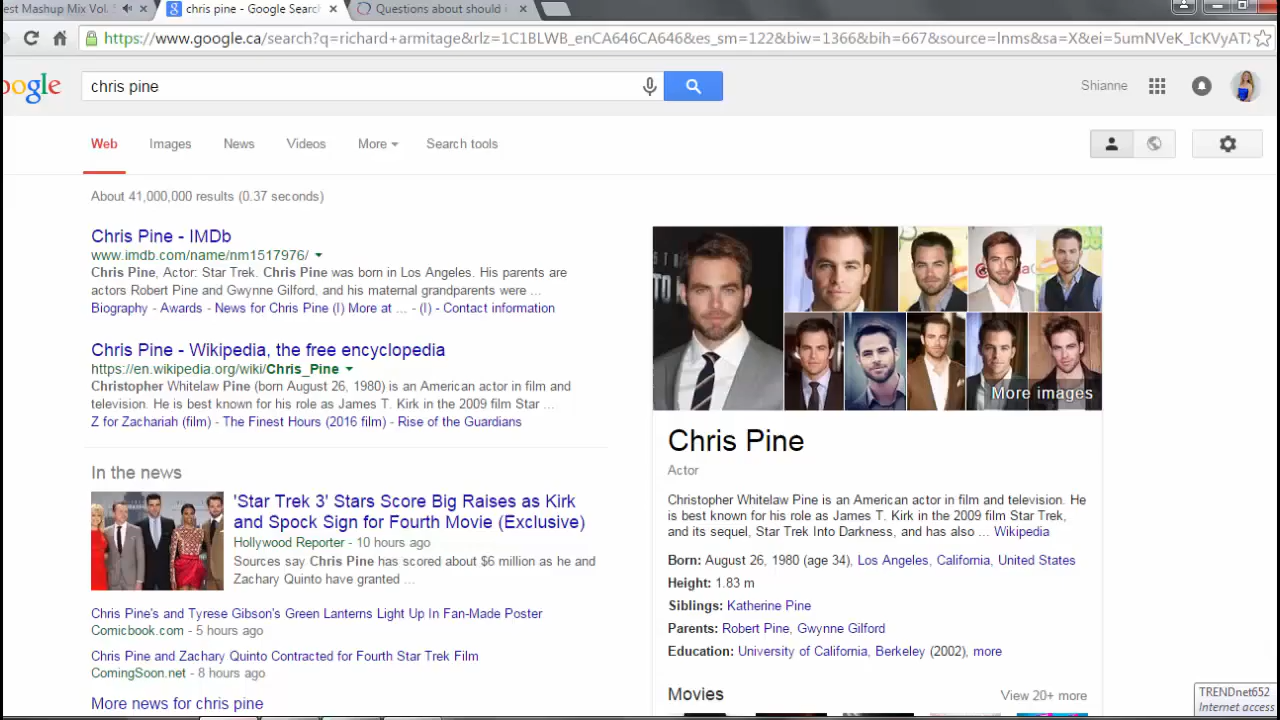 est Mashup Mix Vol.
chris pine - Google Search
Questions about should i
https://www.google.ca/search?q=richard+armitage&rlz=1C1BLWB_enCA646CA646&es_sm=122&biw=1366&bih=667&source=lnms&sa=X&ei=5umNVeK_IcKVyAT
oogle
chris pine
Shianne
Web
Images
News
Videos
More
Search tools
About 41,000,000 results (0.37 seconds)
Chris Pine - IMDb
www.imdb.com/name/nm1517976/
Chris Pine, Actor: Star Trek. Chris Pine was born in Los Angeles. His parents are
actors Robert Pine and Gwynne Gilford, and his maternal grandparents were ...
Biography - Awards - News for Chris Pine (I) More at ... - (I) - Contact information
Chris Pine - Wikipedia, the free encyclopedia
https://en.wikipedia.org/wiki/Chris_Pine
Christopher Whitelaw Pine (born August 26, 1980) is an American actor in film and
television. He is best known for his role as James T. Kirk in the 2009 film Star ...
Z for Zachariah (film) - The Finest Hours (2016 film) - Rise of the Guardians
In the news
'Star Trek 3' Stars Score Big Raises as Kirk
and Spock Sign for Fourth Movie (Exclusive)
Hollywood Reporter - 10 hours ago
Sources say Chris Pine has scored about $6 million as he and
Zachary Quinto have granted ...
Chris Pine's and Tyrese Gibson's Green Lanterns Light Up In Fan-Made Poster
Comicbook.com - 5 hours ago
Chris Pine and Zachary Quinto Contracted for Fourth Star Trek Film
ComingSoon.net - 8 hours ago
More news for chris pine
More images
Chris Pine
Actor
Christopher Whitelaw Pine is an American actor in film and television. He
is best known for his role as James T. Kirk in the 2009 film Star Trek,
and its sequel, Star Trek Into Darkness, and has also ... Wikipedia
Born: August 26, 1980 (age 34), Los Angeles, California, United States
Height: 1.83 m
Siblings: Katherine Pine
Parents: Robert Pine, Gwynne Gilford
Education: University of California, Berkeley (2002), more
Movies
View 20+ more
TRENDnet652
Internet access